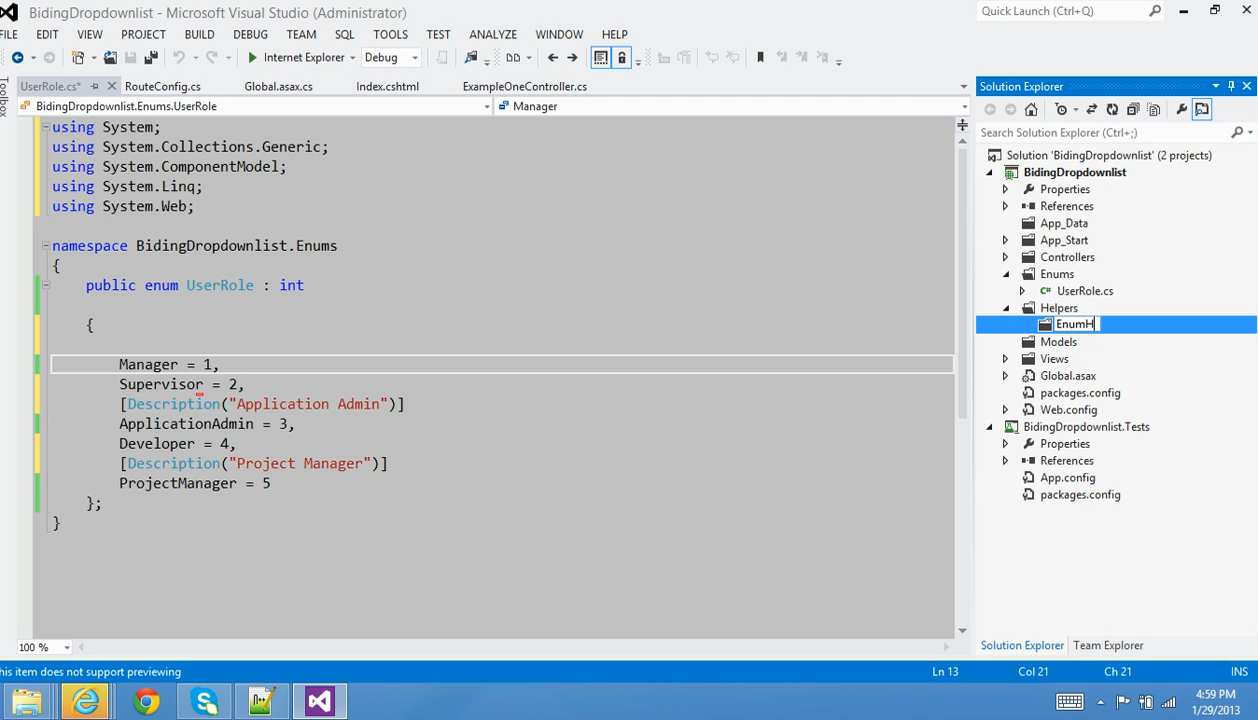 BidingDropdownlist - Microsoft Visual Studio (Administrator)
Quick Launch (Ctrl+Q)
FILE EDIT VIEW PROJECT BUILD DEBUG TEAM SQL TOOLS TEST ANALYZE WINDOW HELP
Internet Explorer Debug
UserRole.cs* RouteConfig.cs Global.asax.cs Index.cshtml ExampleOneController.cs
BidingDropdownlist.Enums.UserRole Manager
Toolbox
using System;
using System.Collections.Generic;
using System.ComponentModel;
using System.Linq;
using System.Web;
namespace BidingDropdownlist.Enums
{
public enum UserRole : int
{
Manager = 1,
Supervisor = 2,
[Description("Application Admin")]
ApplicationAdmin = 3,
Developer = 4,
[Description("Project Manager")]
ProjectManager = 5
};
}
100 %
Solution Explorer
Search Solution Explorer (Ctrl+;)
Solution 'BidingDropdownlist' (2 projects)
BidingDropdownlist
Properties
References
App_Data
App_Start
Controllers
Enums
C# UserRole.cs
Helpers
EnumH
Models
Views
Global.asax
packages.config
Web.config
BidingDropdownlist.Tests
Properties
References
App.config
packages.config
Solution Explorer Team Explorer
his item does not support previewing Ln 13 Col 21 Ch 21 INS
4:59 PM
1/29/2013